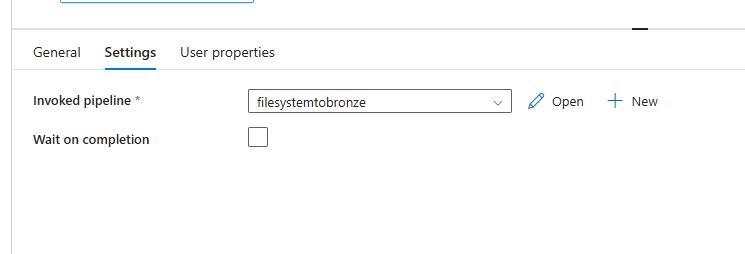 General Settings User properties
Invoked pipeline * filesystemtobronze Open New
Wait on completion